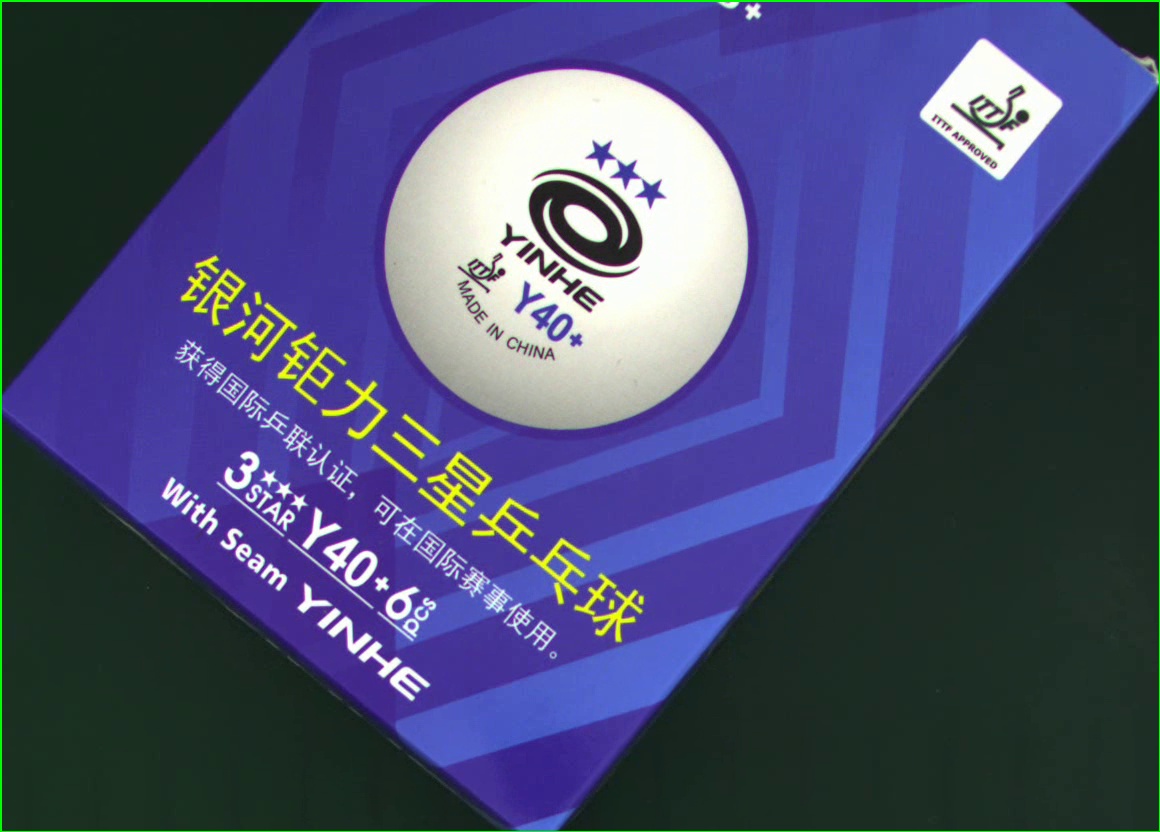 ITTF
ITTF APPROVED
YINHE
ITTF
Y40+
MADE IN CHINA
银河钜力三星乒乓球
获得国际乒联认证，可在国际赛事使用。
3 STAR Y40+ 6 PCS
With Seam YINHE